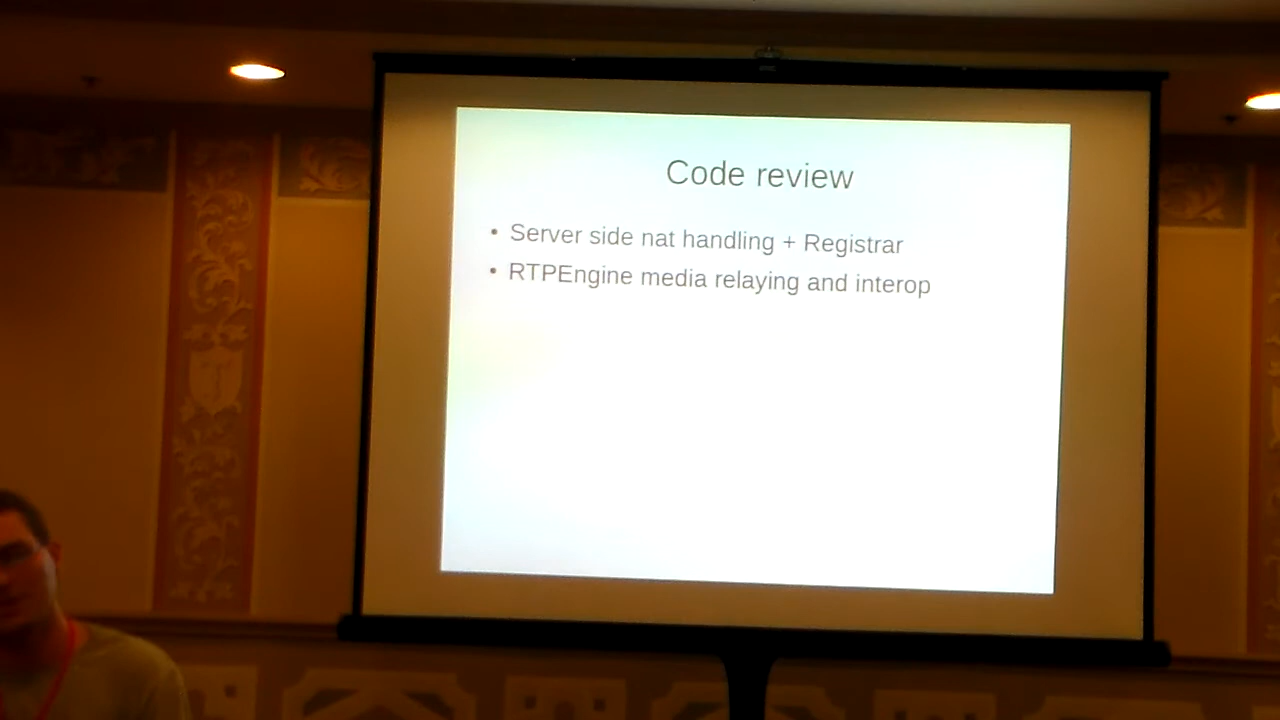 Code review
• Server side nat handling + Registrar
• RTPEngine media relaying and interop